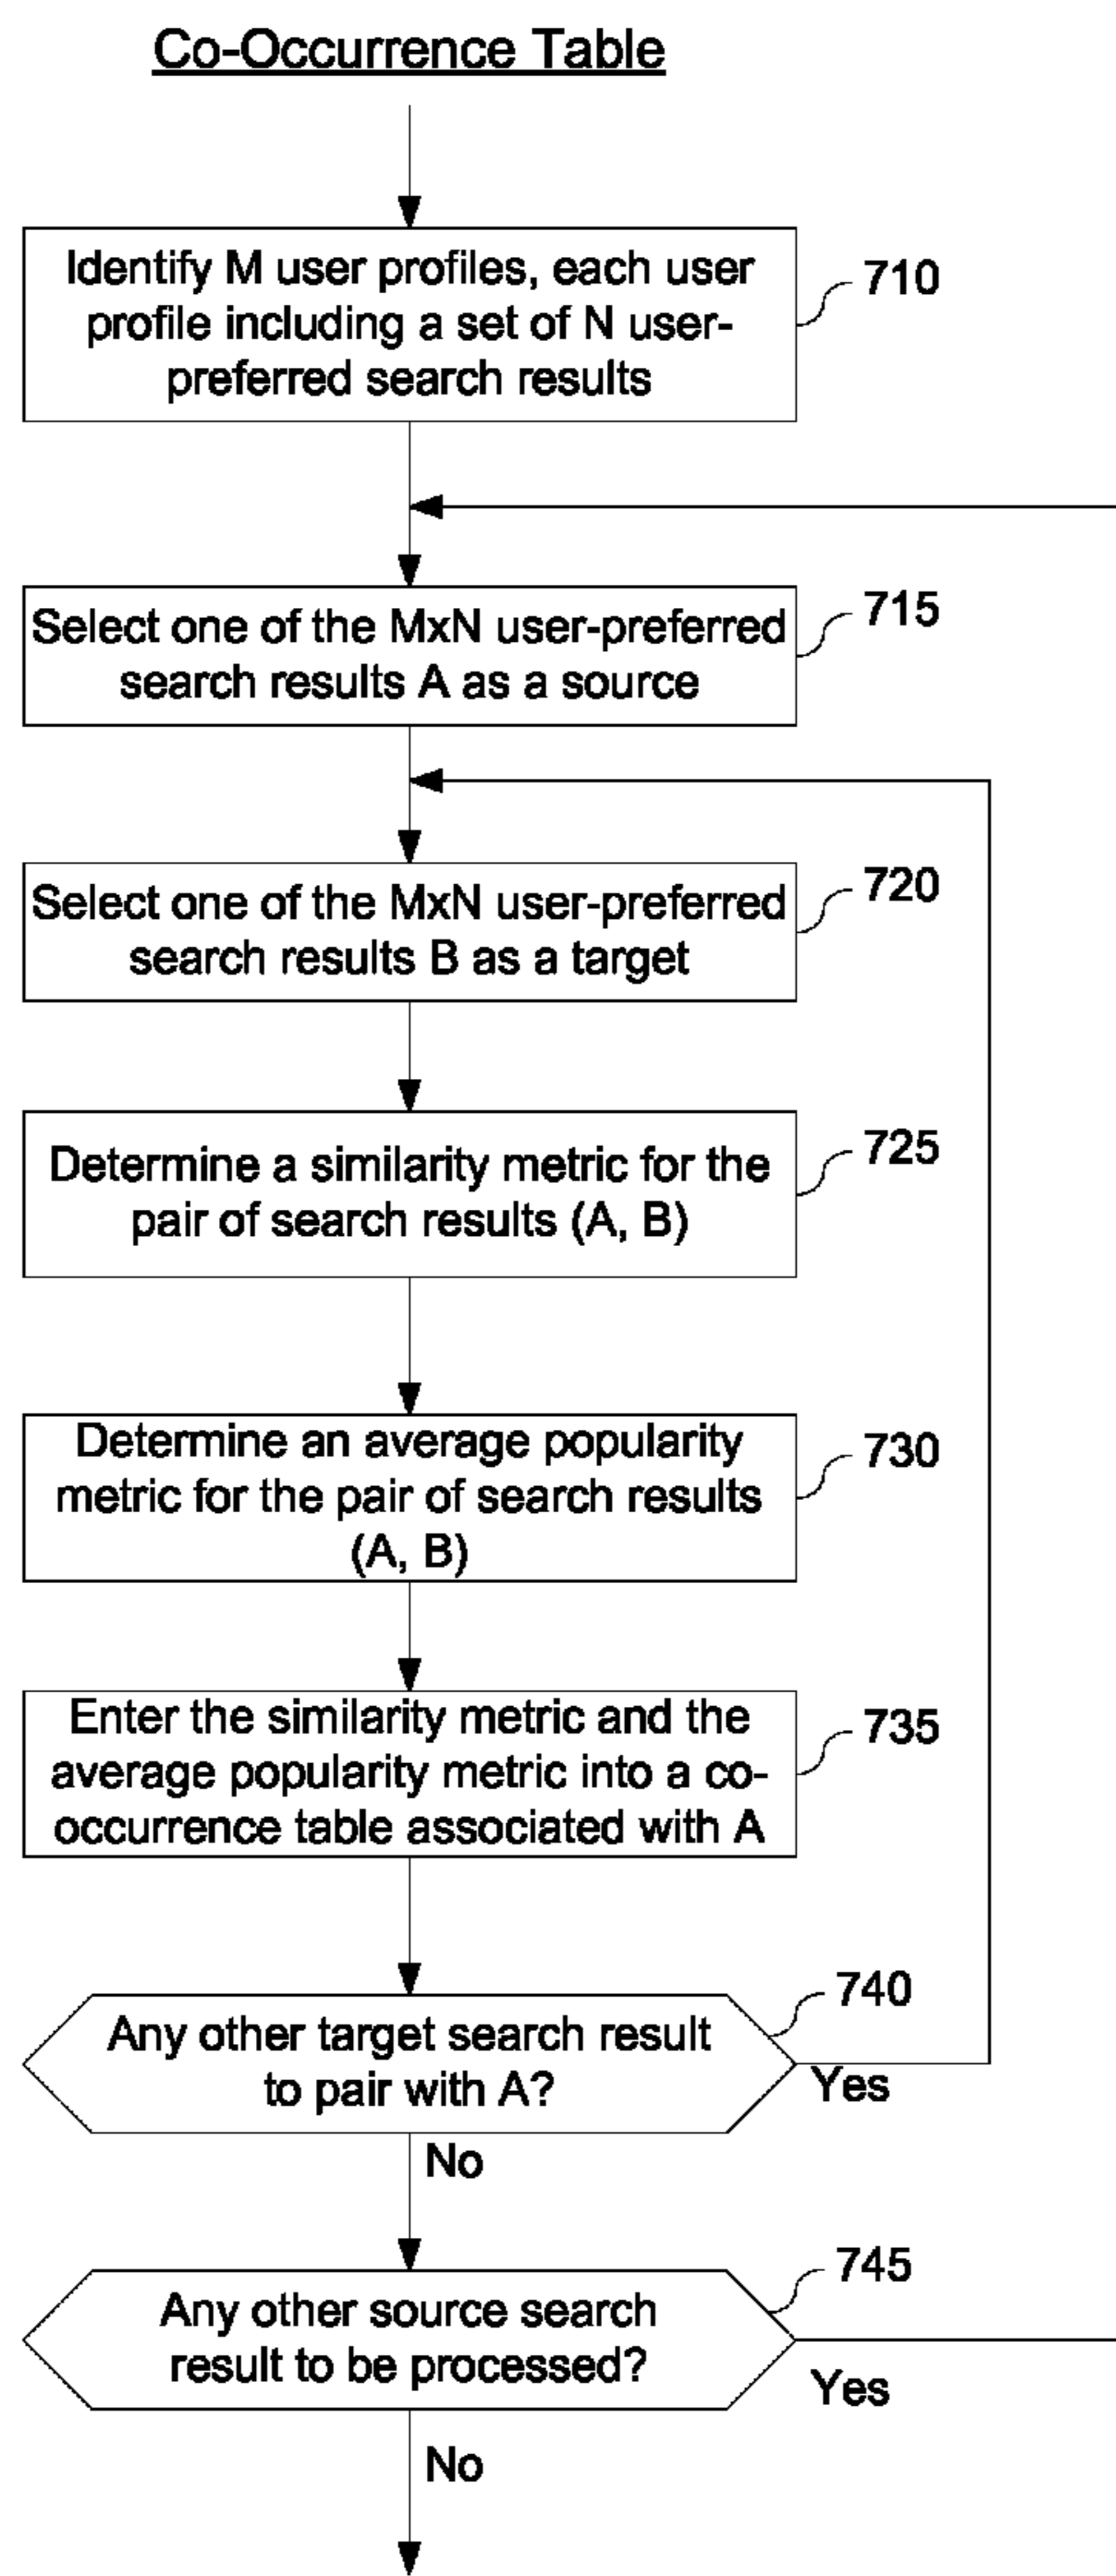 Co-Occurrence Table
Identify M user profiles, each user
profile including a set of N user-
preferred search results
710
Select one of the MxN user-preferred
search results A as a source
715
Select one of the MxN user-preferred
search results B as a target
720
Determine a similarity metric for the
pair of search results (A, B)
725
Determine an average popularity
metric for the pair of search results
(A, B)
730
Enter the similarity metric and the
average popularity metric into a co-
occurrence table associated with A
735
Any other target search result
to pair with A?
740
Yes
No
Any other source search
result to be processed?
745
Yes
No